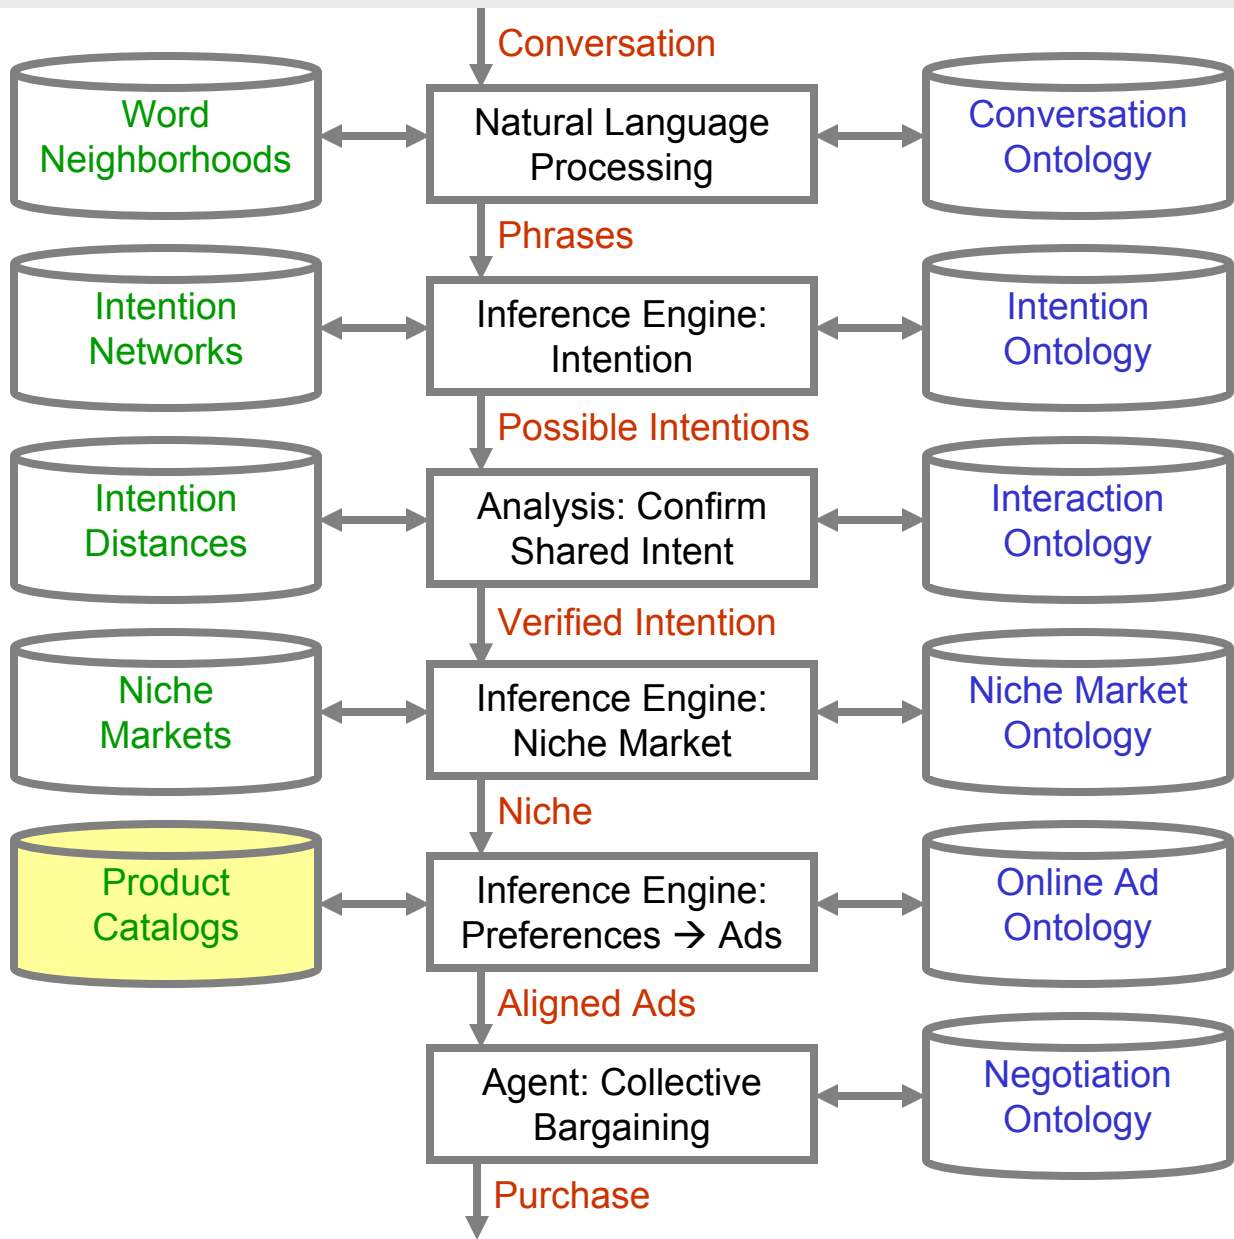 Conversation
Word
Neighborhoods
Natural Language
Processing
Conversation
Ontology
Phrases
Intention
Networks
Inference Engine:
Intention
Intention
Ontology
Possible Intentions
Intention
Distances
Analysis: Confirm
Shared Intent
Interaction
Ontology
Verified Intention
Niche
Markets
Inference Engine:
Niche Market
Niche Market
Ontology
Niche
Product
Catalogs
Inference Engine:
Preferences → Ads
Online Ad
Ontology
Aligned Ads
Agent: Collective
Bargaining
Negotiation
Ontology
Purchase